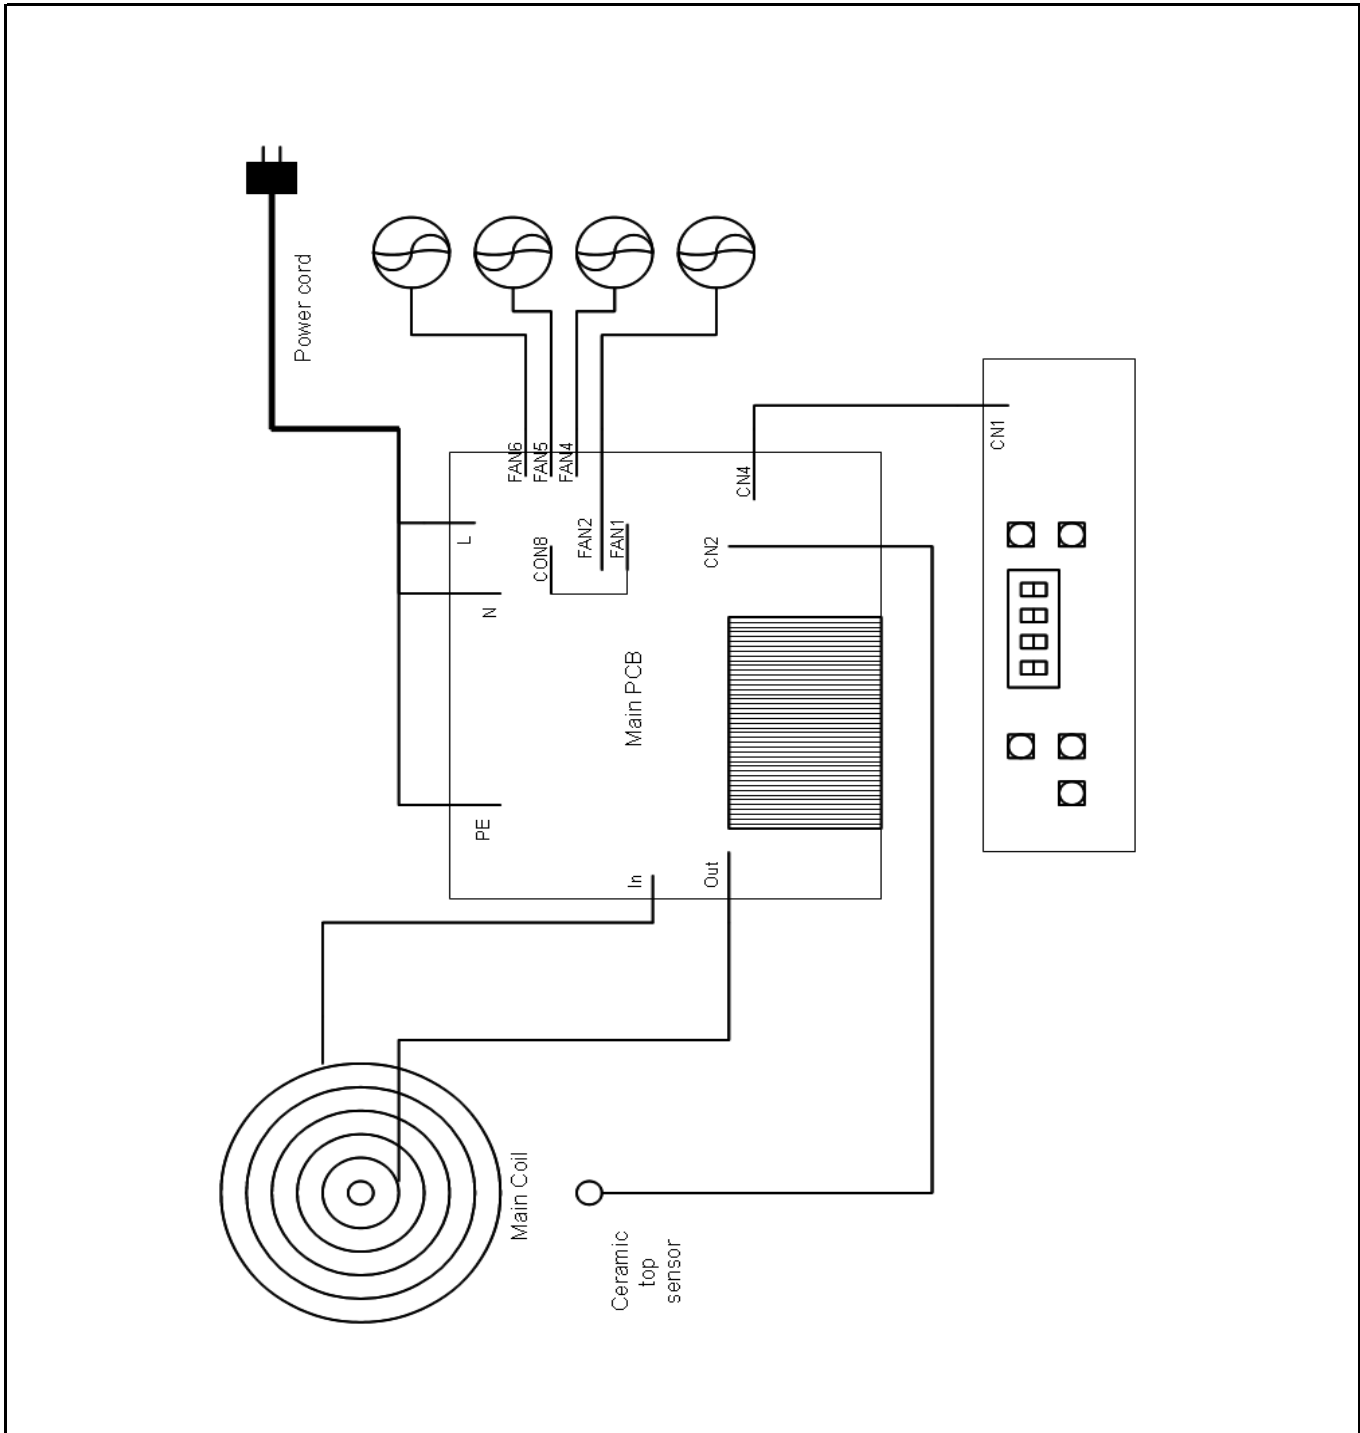 Power cord
FAN6
FAN5
FAN4
CN1
CN4
L
CON8
FAN2
FAN1
CN2
N
Main PCB
PE
In
Out
Main Coil
Ceramic
top
sensor